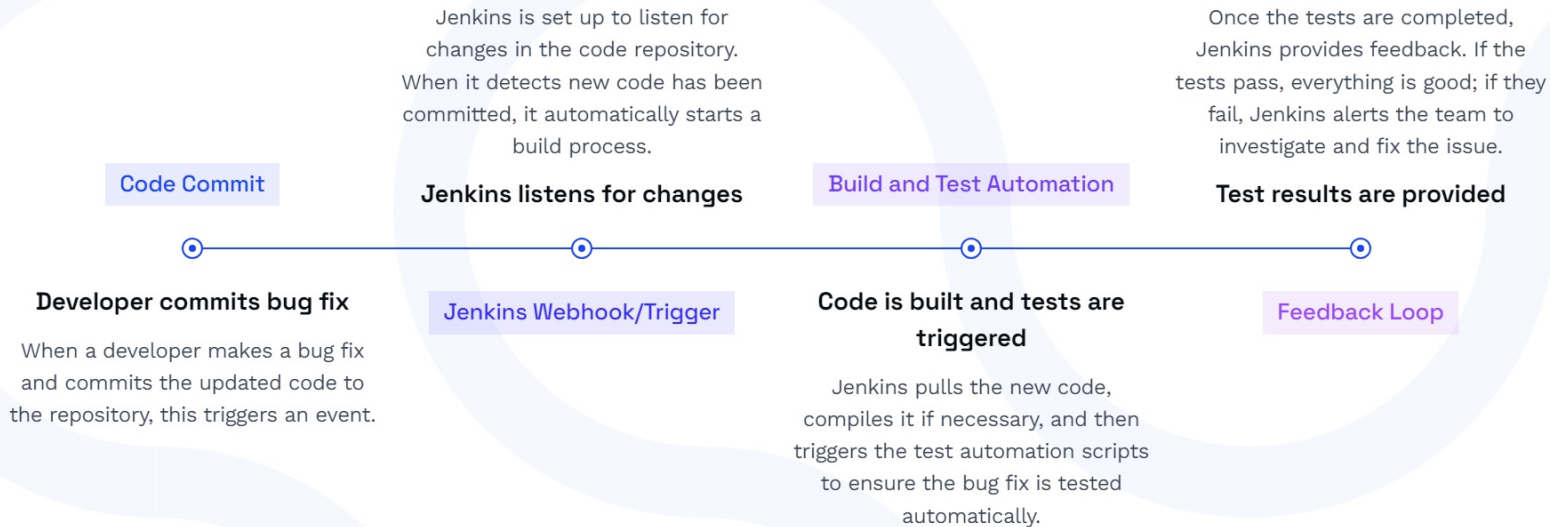 Code Commit
Developer commits bug fix
When a developer makes a bug fix
and commits the updated code to
the repository, this triggers an event.
Jenkins is set up to listen for
changes in the code repository.
When it detects new code has been
committed, it automatically starts a
build process.
Jenkins listens for changes
Jenkins Webhook/Trigger
Build and Test Automation
Code is built and tests are
triggered
Jenkins pulls the new code,
compiles it if necessary, and then
triggers the test automation scripts
to ensure the bug fix is tested
automatically.
Once the tests are completed,
Jenkins provides feedback. If the
tests pass, everything is good; if they
fail, Jenkins alerts the team to
investigate and fix the issue.
Test results are provided
Feedback Loop